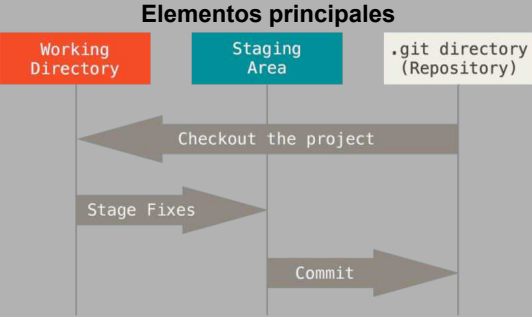 Elementos principales
Working
Directory
Staging
Area
.git directory
(Repository)
Checkout the project
Stage Fixes
Commit